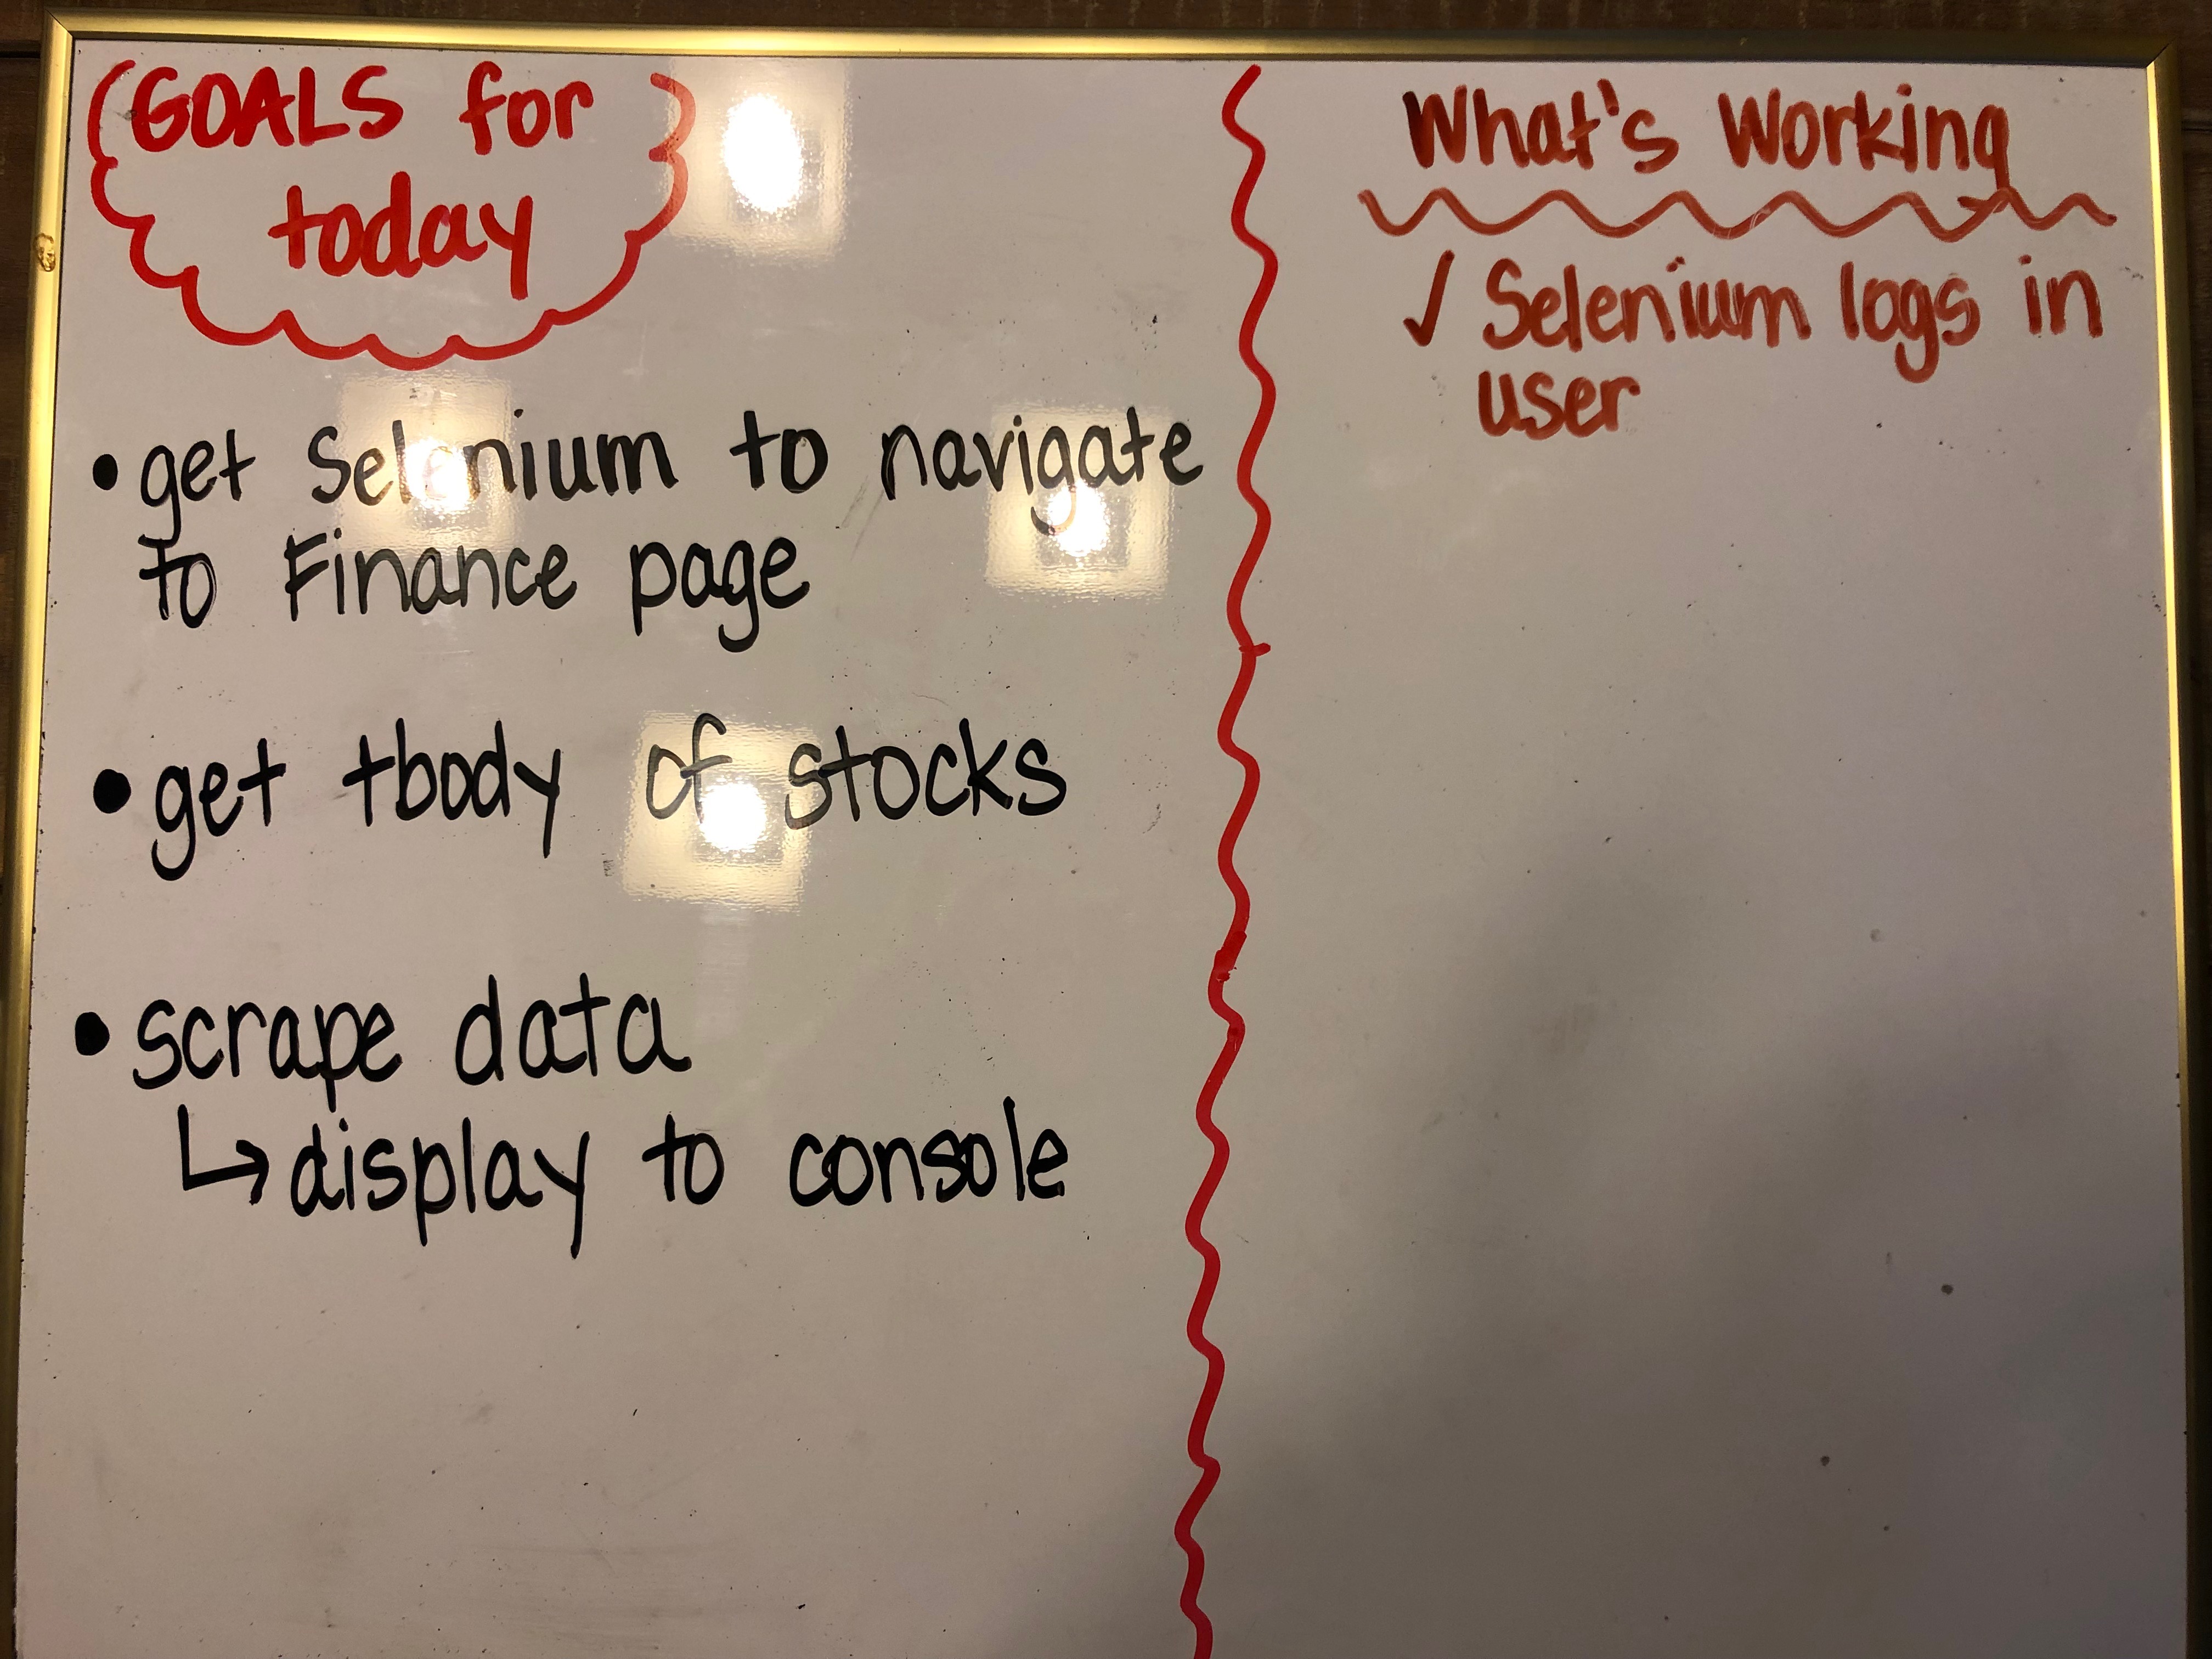 GOALS for
today
• get selenium to navigate
to Finance page
• get tbody of stocks
• scrape data
↳ display to console
What's Working
✓ Selenium logs in
user